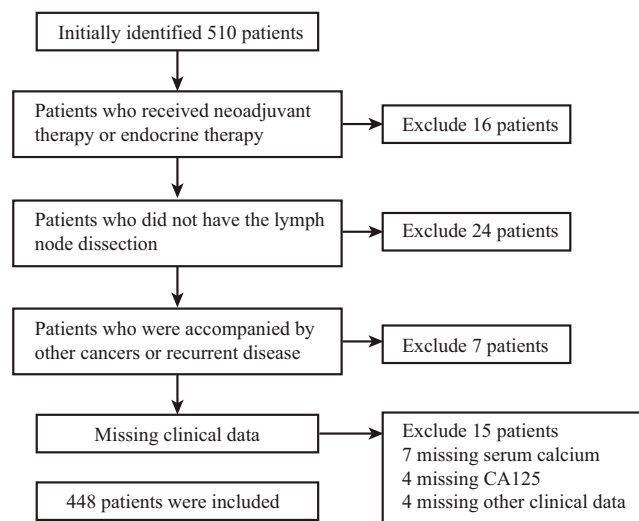 Initially identified 510 patients
Patients who received neoadjuvant
therapy or endocrine therapy
Exclude 16 patients
Patients who did not have the lymph
node dissection
Exclude 24 patients
Patients who were accompanied by
other cancers or recurrent disease
Exclude 7 patients
Missing clinical data
Exclude 15 patients
7 missing serum calcium
4 missing CA125
4 missing other clinical data
448 patients were included